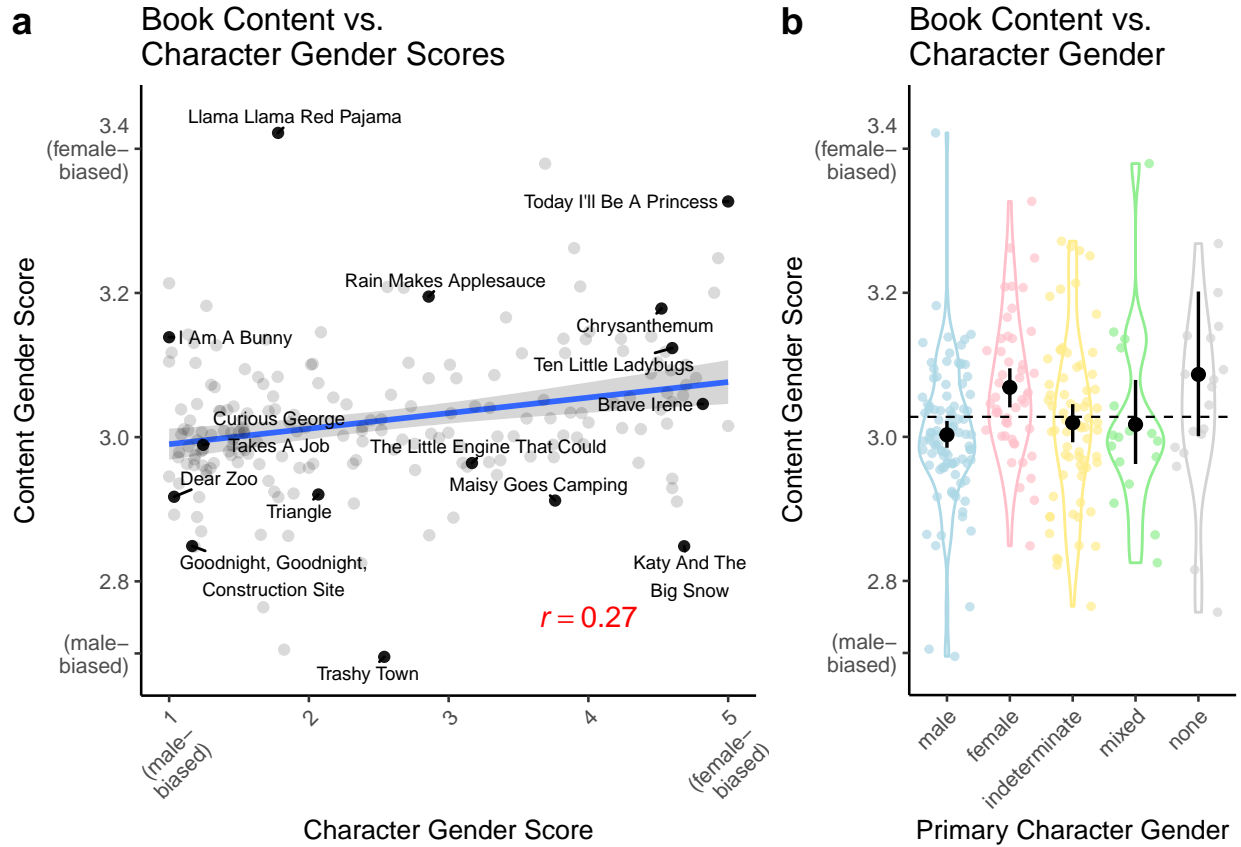 a
Book Content vs.
Character Gender Scores
Content Gender Score
3.4
(female–
biased)
3.2
3.0
2.8
(male–
biased)
Llama Llama Red Pajama
Today I'll Be A Princess
Rain Makes Applesauce
Chrysanthemum
I Am A Bunny
Ten Little Ladybugs
Curious George
Takes A Job
Brave Irene
The Little Engine That Could
Dear Zoo
Maisy Goes Camping
Triangle
Goodnight, Goodnight,
Construction Site
Katy And The
Big Snow
r = 0.27
Trashy Town
1
(male–
biased)
2
3
4
5
(female–
biased)
Character Gender Score
b
Book Content vs.
Character Gender
Content Gender Score
3.4
(female–
biased)
3.2
3.0
2.8
(male–
biased)
male
female
indeterminate
mixed
none
Primary Character Gender